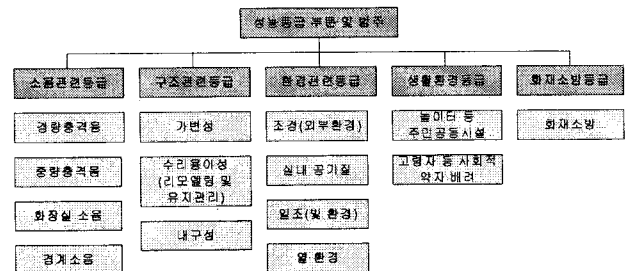 성능등급 부문 및 범주
소음관련등급
구조관련등급
환경관련등급
생활환경등급
화재소방등급
경량충격음
중량충격음
화장실 소음
경계소음
가변성
수리용이성
(리모델링 및
유지관리)
내구성
조경(외부환경)
실내 공기질
일조(및 환경)
열 환경
놀이터 등
주민공동시설
고령자 등 사회적
약자 배려
화재소방